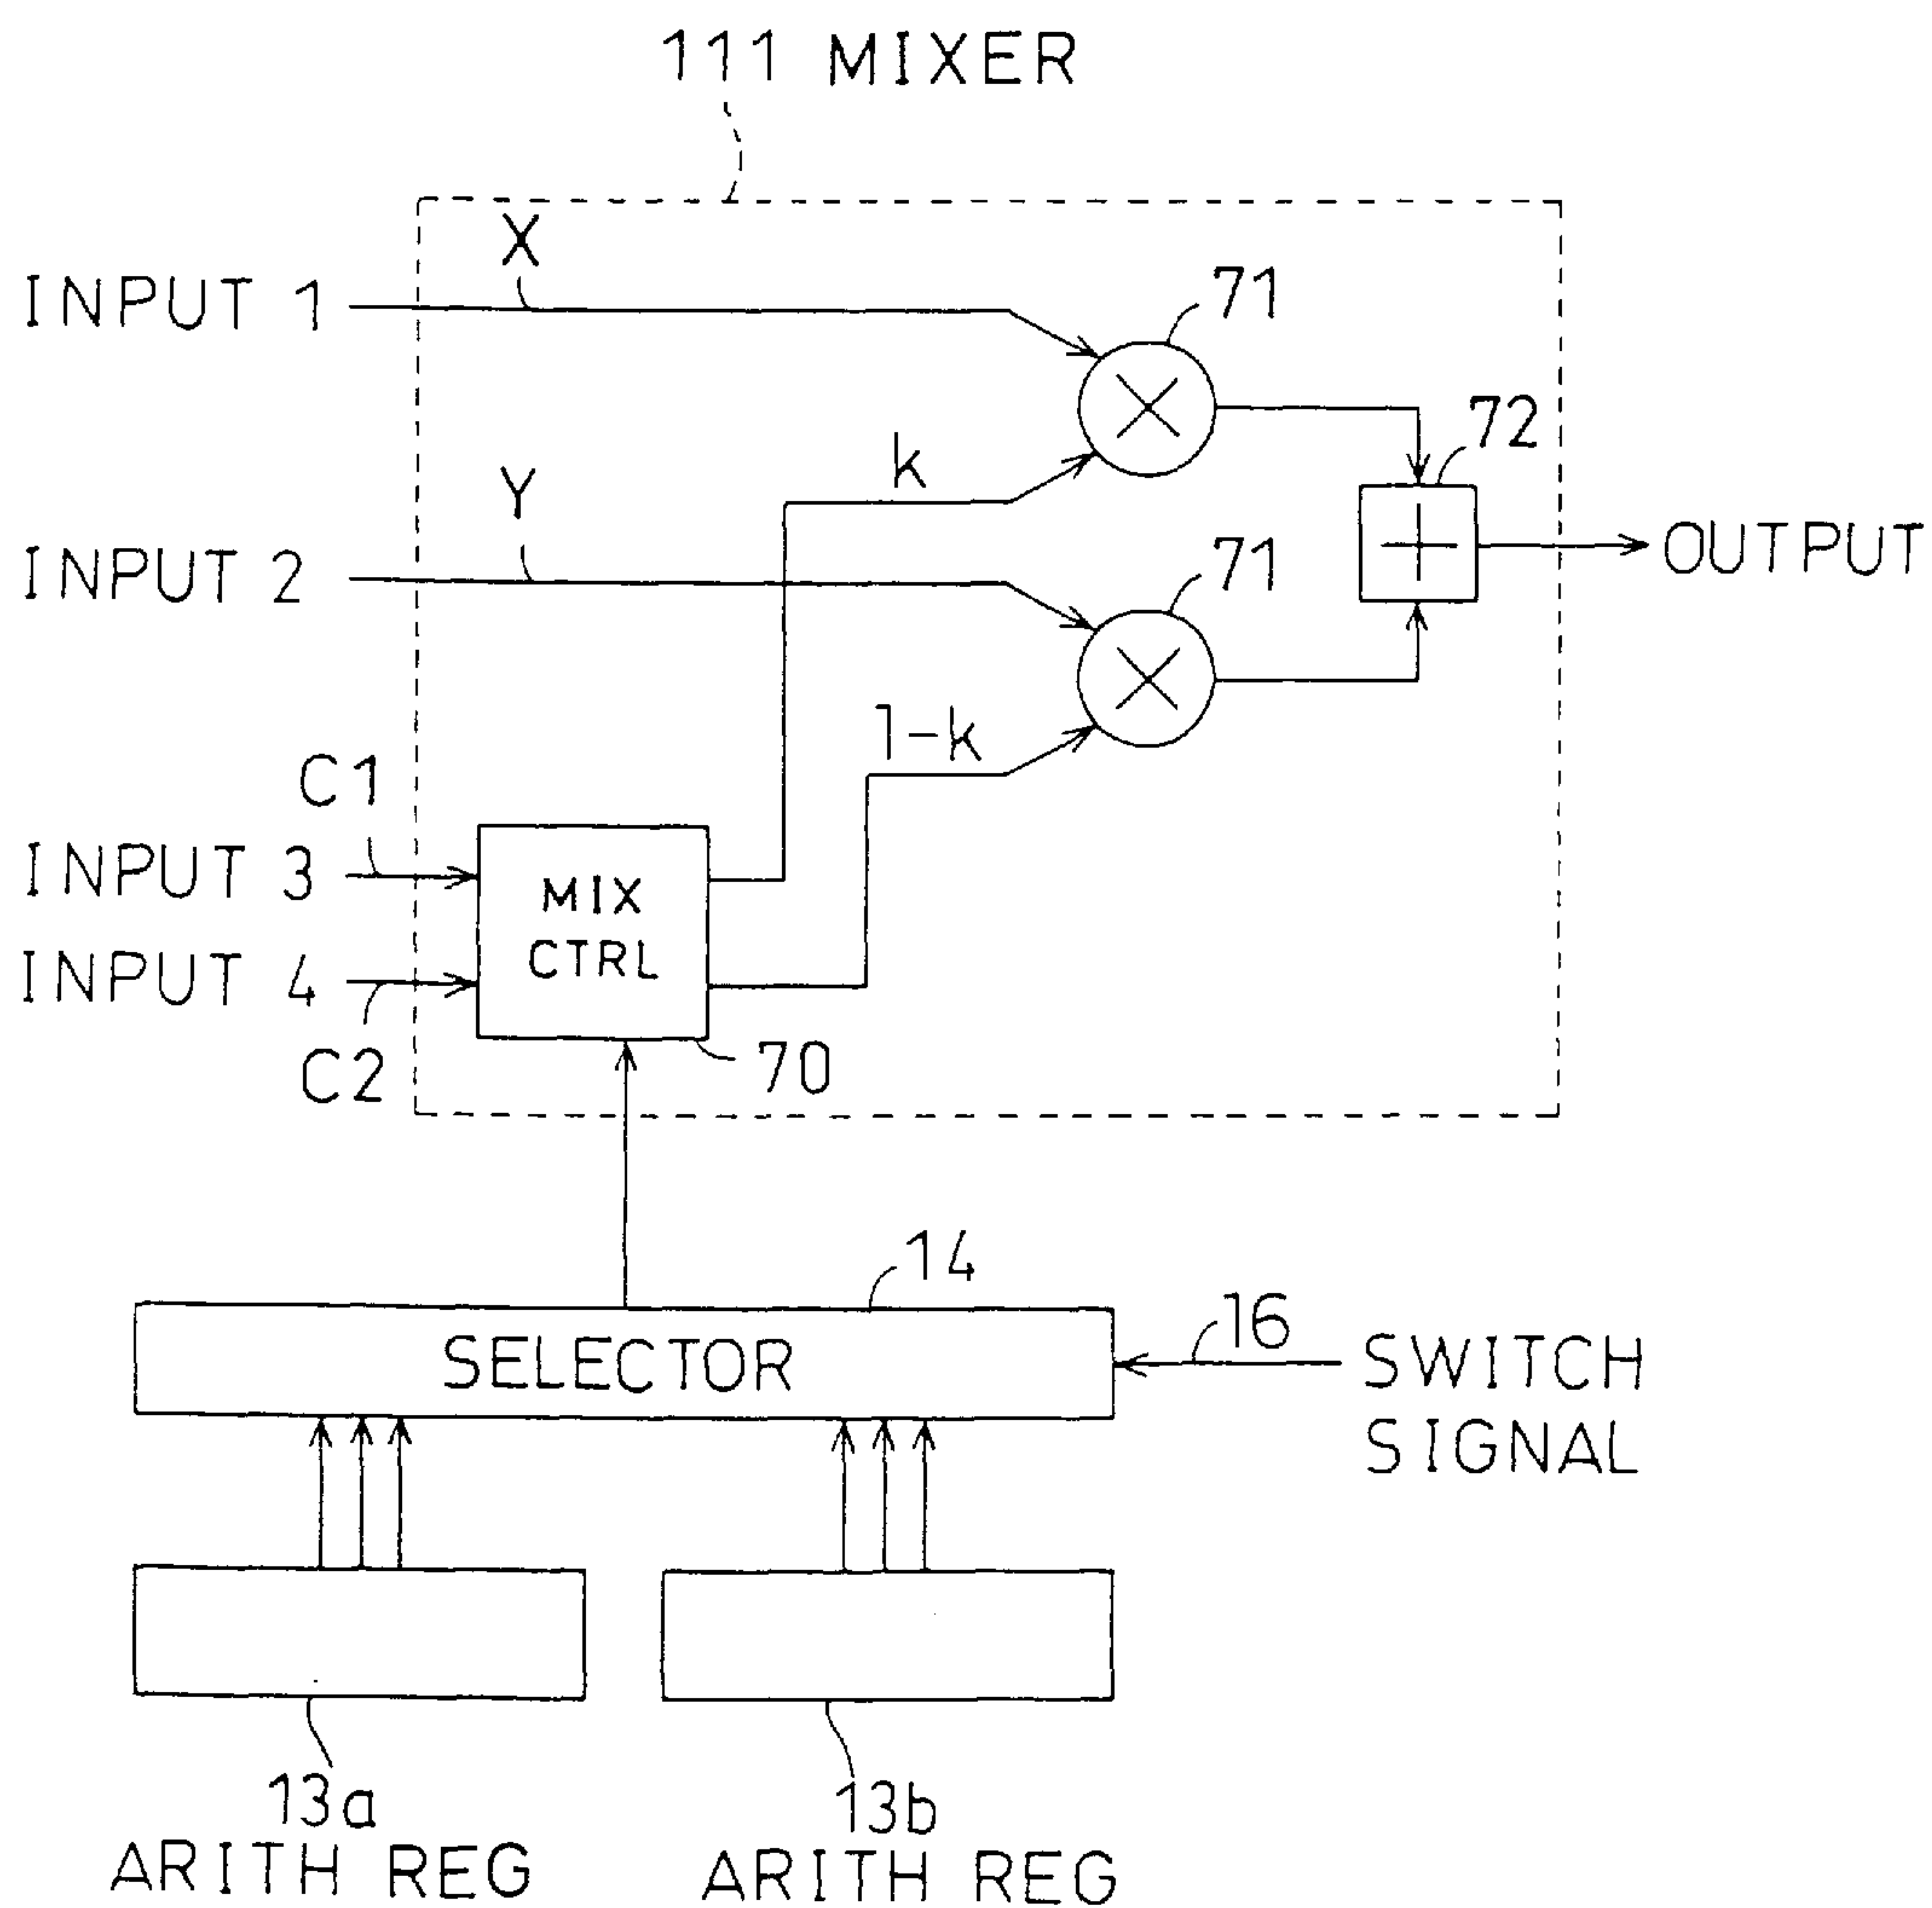 111 MIXER
X
INPUT 1
71
72
k
Y
INPUT 2
71
OUTPUT
1-k
C1
INPUT 3
MIX
CTRL
INPUT 4
C2
70
14
SELECTOR
16
SWITCH
SIGNAL
13a
ARITH REG
13b
ARITH REG